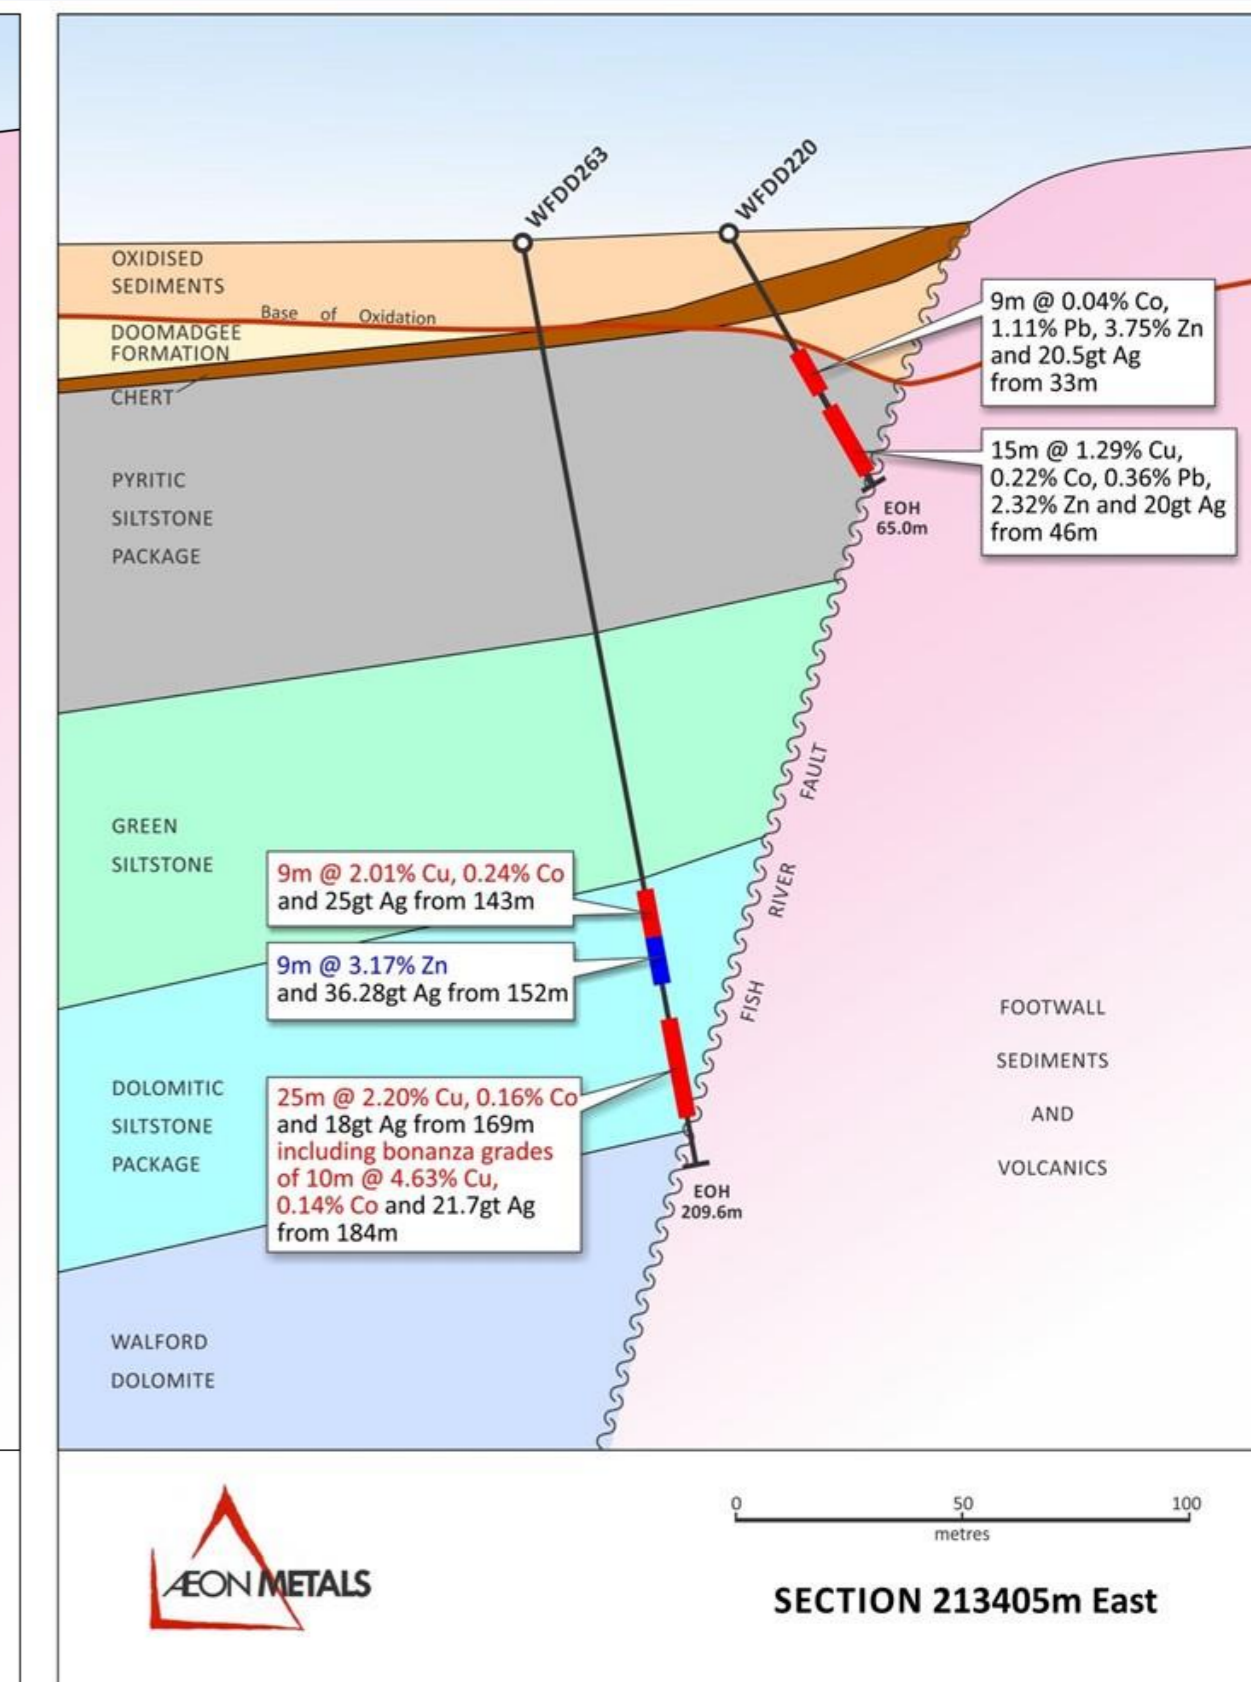 WFDD263
WFDD220
OXIDISED
SEDIMENTS
Base of Oxidation
DOOMADGEE
FORMATION
CHERT
9m @ 0.04% Co,
1.11% Pb, 3.75% Zn
and 20.5gt Ag
from 33m
15m @ 1.29% Cu,
0.22% Co, 0.36% Pb,
2.32% Zn and 20gt Ag
from 46m
EOH
65.0m
PYRITIC
SILTSTONE
PACKAGE
GREEN
SILTSTONE
FISH RIVER FAULT
9m @ 2.01% Cu, 0.24% Co
and 25gt Ag from 143m
9m @ 3.17% Zn
and 36.28gt Ag from 152m
25m @ 2.20% Cu, 0.16% Co
and 18gt Ag from 169m
including bonanza grades
of 10m @ 4.63% Cu,
0.14% Co and 21.7gt Ag
from 184m
EOH
209.6m
DOLOMITIC
SILTSTONE
PACKAGE
FOOTWALL
SEDIMENTS
AND
VOLCANICS
WALFORD
DOLOMITE
ÆON METALS
0 50 100
metres
SECTION 213405m East